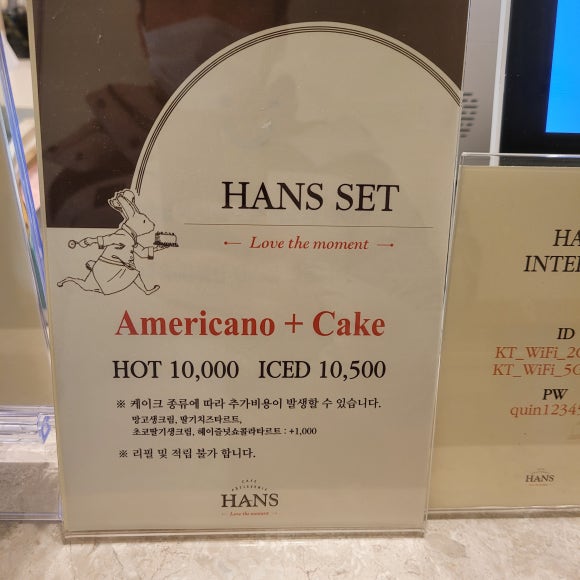 HANS SET
Love the moment
Americano + Cake
HOT 10,000 ICED 10,500
※ 케이크 종류에 따라 추가비용이 발생할 수 있습니다.
망고생크림, 딸기치즈타르트,
초코딸기생크림, 헤이즐넛쇼콜라타르트 : +1,000
※ 리필 및 적립 불가 합니다.
CAFE
PATISSERIE
HANS
Love the moment
HA
INTER
ID
KT_WiFi_2G
KT_WiFi_5G
PW
quin12345
HANS